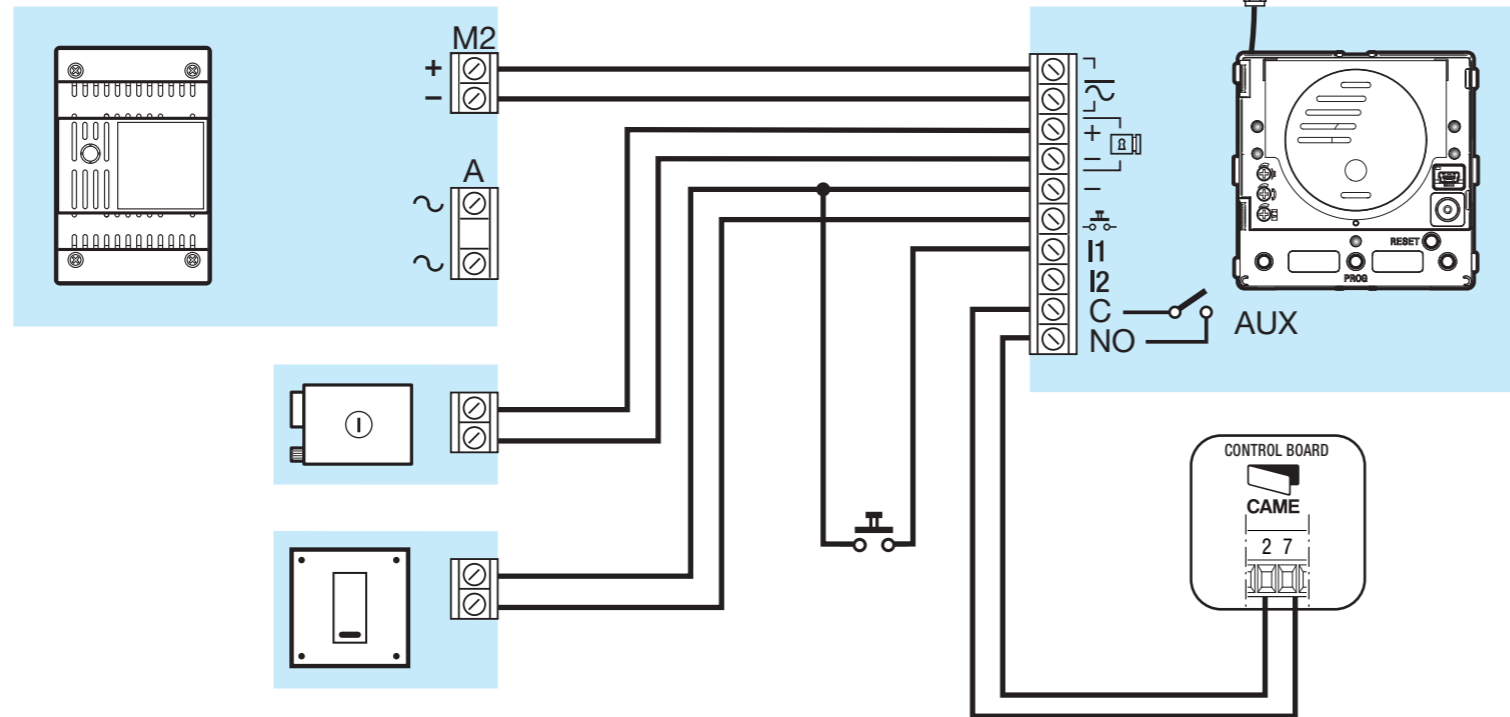 M2
+
−
A
∼
∼
+
−
−
I1
I2
C
NO
AUX
RESET
PROG
CONTROL BOARD
CAME
2 7